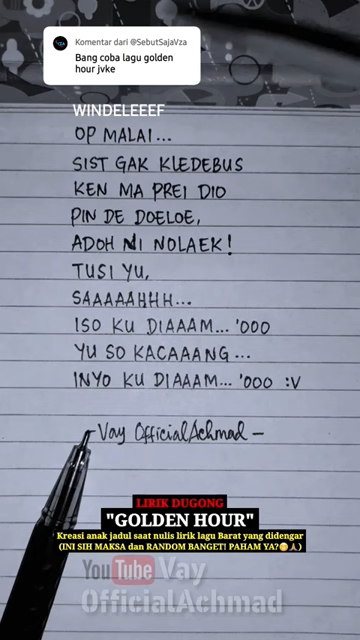 Komentar dari @SebutSajaVza
Bang coba lagu golden
hour jvke
WINDELEEEF
OP MALAI...
SIST GAK KLEDEBUS
KEN MA PREI DIO
PIN DE DOELOE,
ADOH NI NOLAEK!
TUSI YU,
SAAAAAHHH...
ISO KU DIAAAM... 'OOO
YU SO KACAAANG...
INYO KU DIAAAM... 'OOO :V
- Vay OfficialAchmad -
LIRIK DUGONG
"GOLDEN HOUR"
Kreasi anak jadul saat nulis lirik lagu Barat yang didengar
(INI SIH MAKSA dan RANDOM BANGET! PAHAM YA?😁🙏)
YouTube Vay
OfficialAchmad